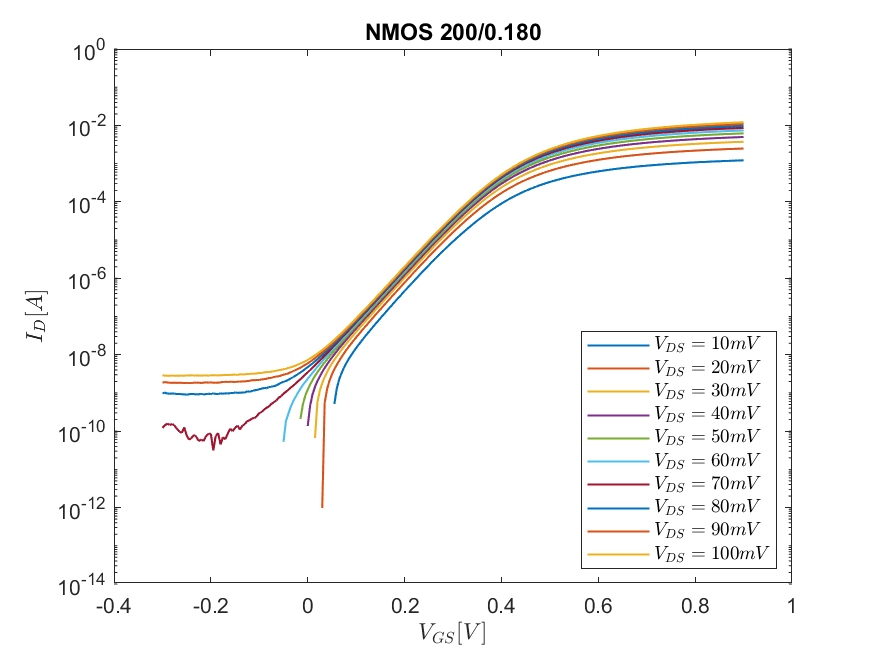 NMOS 200/0.180
10^0
10^-2
10^-4
10^-6
10^-8
10^-10
10^-12
10^-14
I_D[A]
V_DS = 10mV
V_DS = 20mV
V_DS = 30mV
V_DS = 40mV
V_DS = 50mV
V_DS = 60mV
V_DS = 70mV
V_DS = 80mV
V_DS = 90mV
V_DS = 100mV
-0.4 -0.2 0 0.2 0.4 0.6 0.8 1
V_GS[V]